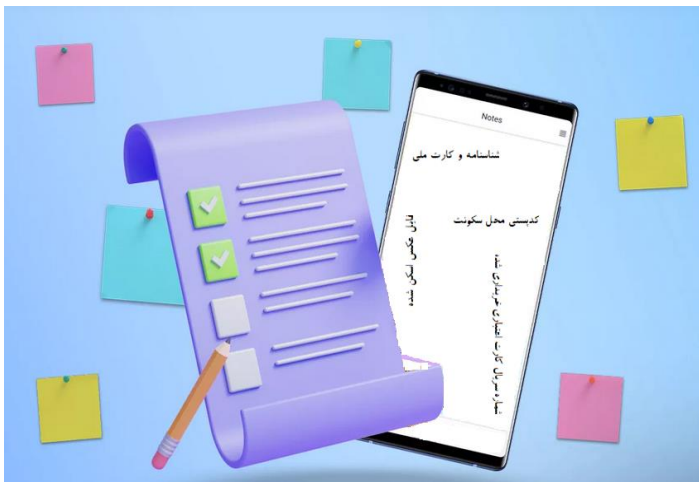 Notes
شناسنامه و کارت ملی
کدپستی محل سکونت
فایل عکس اسکن شده
شماره سریال کارت اعتباری خریداری شده